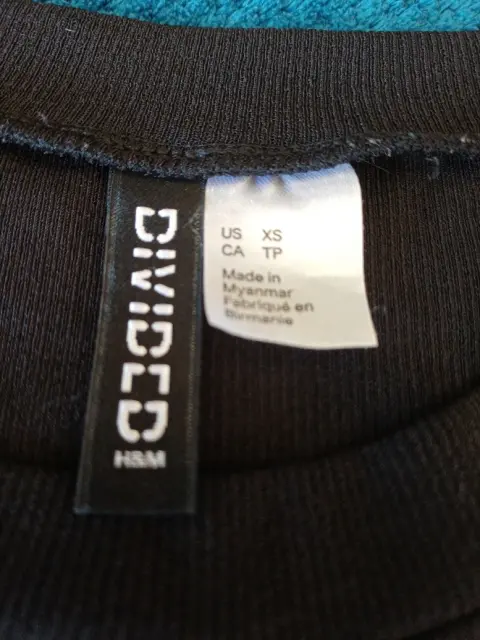 DIVIDED
H&M
US XS
CA TP
Made in
Myanmar
Fabriqué en
Birmanie